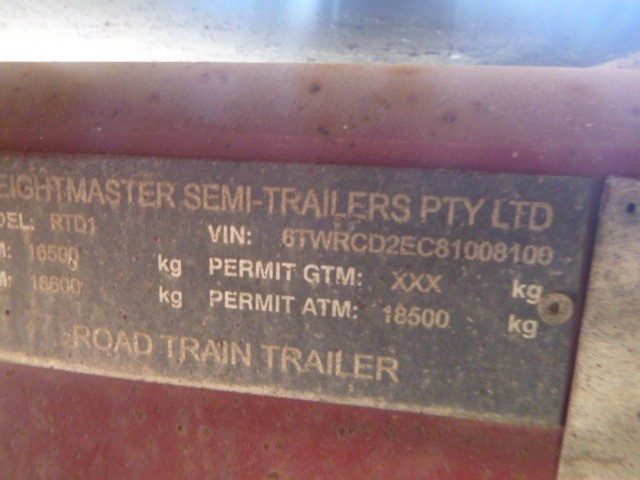 EIGHTMASTER SEMI-TRAILERS PTY LTD
DEL: RTD1 VIN: 6TWRCD2EC81008100
M: 16500 kg PERMIT GTM: XXX kg
M: 16600 kg PERMIT ATM: 18500 kg
ROAD TRAIN TRAILER